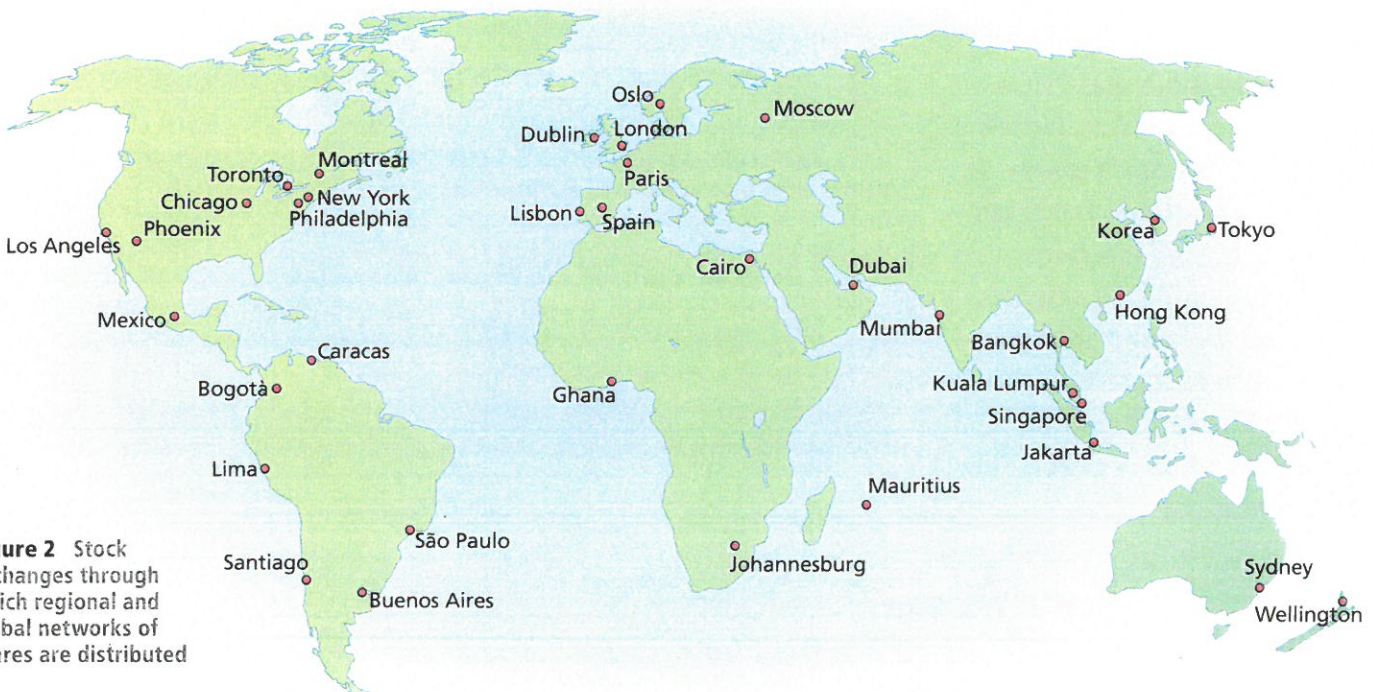 Oslo
Moscow
Dublin
London
Paris
Lisbon
Spain
Toronto
Montreal
Chicago
New York
Philadelphia
Los Angeles
Phoenix
Mexico
Caracas
Bogotà
Lima
São Paulo
Santiago
Buenos Aires
Cairo
Dubai
Mumbai
Ghana
Mauritius
Johannesburg
Korea
Tokyo
Hong Kong
Bangkok
Kuala Lumpur
Singapore
Jakarta
Sydney
Wellington
ure 2 Stock
changes through
ich regional and
bal networks of
res are distributed